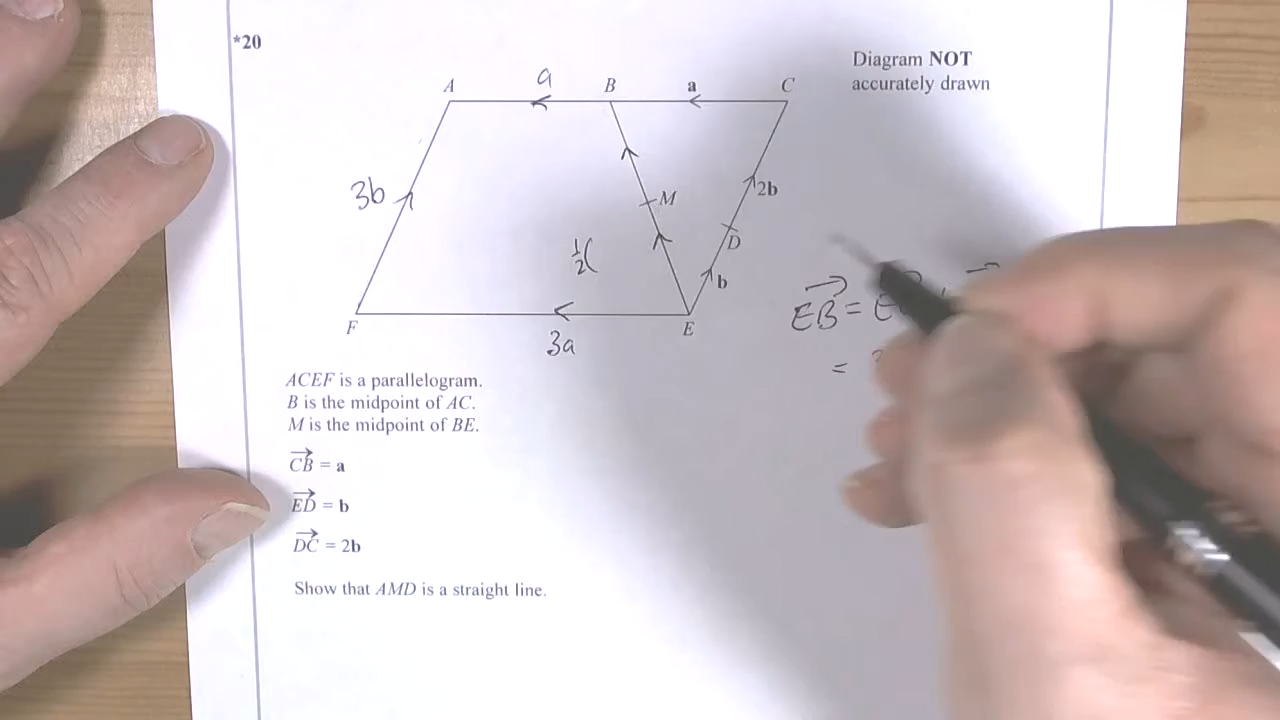 *20
Diagram NOT
accurately drawn
A a B a C
3b M 2b
D
½( b
F E
3a
EB =
=
ACEF is a parallelogram.
B is the midpoint of AC.
M is the midpoint of BE.
CB = a
ED = b
DC = 2b
Show that AMD is a straight line.